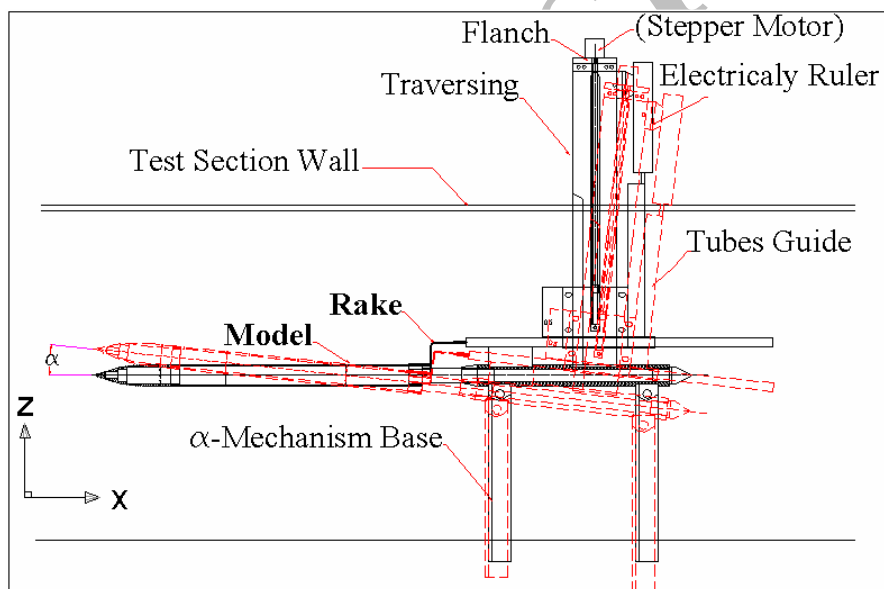 (Stepper Motor)
Flanch
Electricaly Ruler
Traversing
Test Section Wall
Tubes Guide
Rake
Model
α
Z
α-Mechanism Base
X